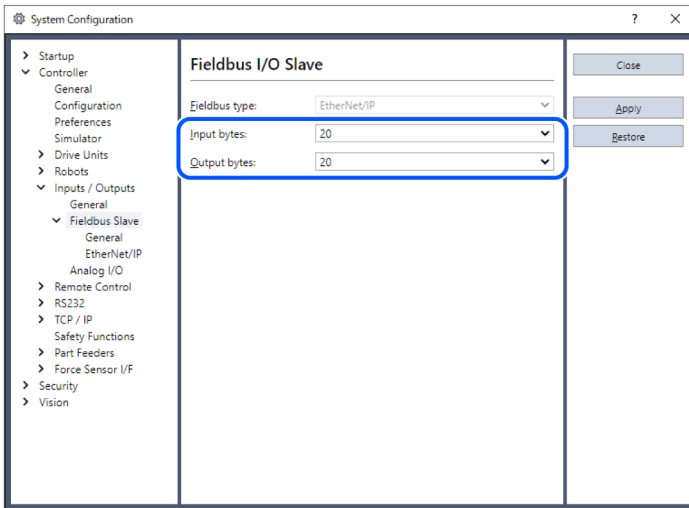 System Configuration
?
Startup
Controller
General
Configuration
Preferences
Simulator
Drive Units
Robots
Inputs / Outputs
General
Fieldbus Slave
General
EtherNet/IP
Analog I/O
Remote Control
RS232
TCP / IP
Safety Functions
Part Feeders
Force Sensor I/F
Security
Vision
Fieldbus I/O Slave
Fieldbus type: EtherNet/IP
Input bytes: 20
Output bytes: 20
Close
Apply
Restore